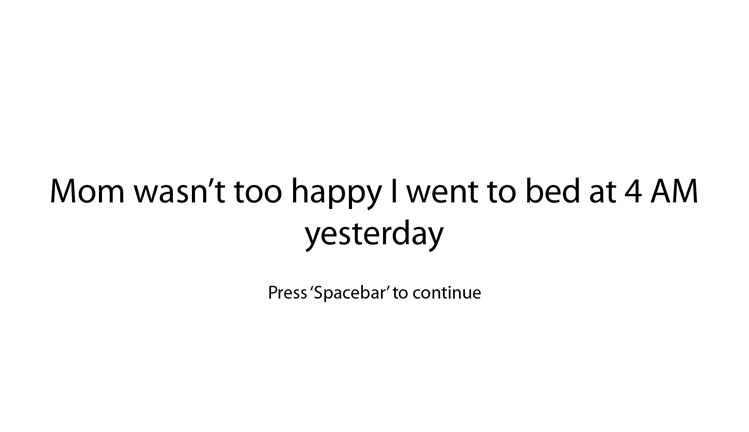 Mom wasn’t too happy I went to bed at 4 AM
yesterday
Press ‘Spacebar’ to continue